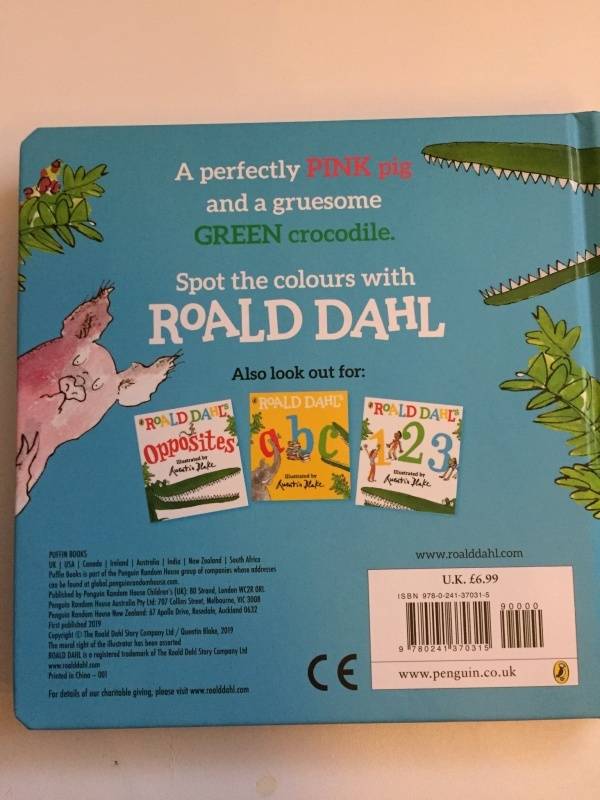 A perfectly PINK pig
and a gruesome
GREEN crocodile.
Spot the colours with
ROALD DAHL
Also look out for:
ROALD DAHL'S
Opposites
Illustrated by
Quentin Blake
ROALD DAHL'S
abc
Illustrated by
Quentin Blake
ROALD DAHL'S
123
Illustrated by
Quentin Blake
PUFFIN BOOKS
UK | USA | Canada | Ireland | Australia | India | New Zealand | South Africa
Puffin Books is part of the Penguin Random House group of companies whose addresses
can be found at global.penguinrandomhouse.com.
Published by Penguin Random House Children's (UK): 80 Strand, London WC2R 0RL
Penguin Random House Australia Pty Ltd: 707 Collins Street, Melbourne, VIC 3008
Penguin Random House New Zealand: 67 Apollo Drive, Rosedale, Auckland 0632
First published 2019
Copyright © The Roald Dahl Story Company Ltd / Quentin Blake, 2019
The moral right of the illustrator has been asserted
ROALD DAHL is a registered trademark of The Roald Dahl Story Company Ltd
www.roalddahl.com
Printed in China – 001
For details of our charitable giving, please visit www.roalddahl.com
CE
www.roalddahl.com
U.K. £6.99
ISBN 978-0-241-37031-5
90000
9 780241 370315
www.penguin.co.uk